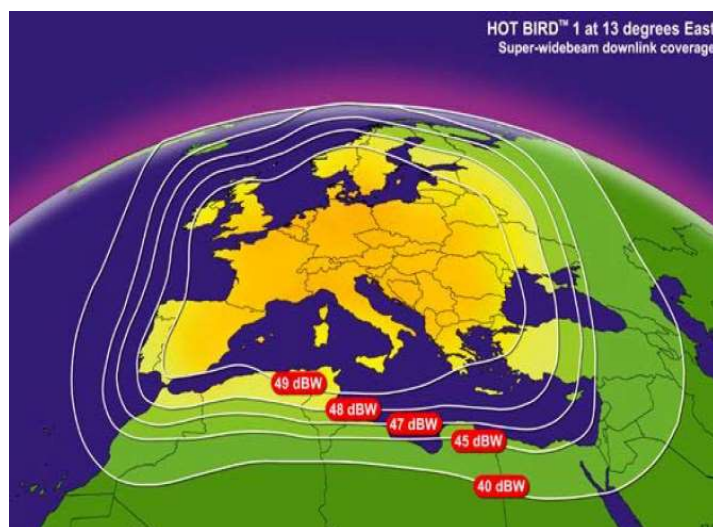 HOT BIRD™ 1 at 13 degrees East
Super-widebeam downlink coverage
49 dBW
48 dBW
47 dBW
45 dBW
40 dBW